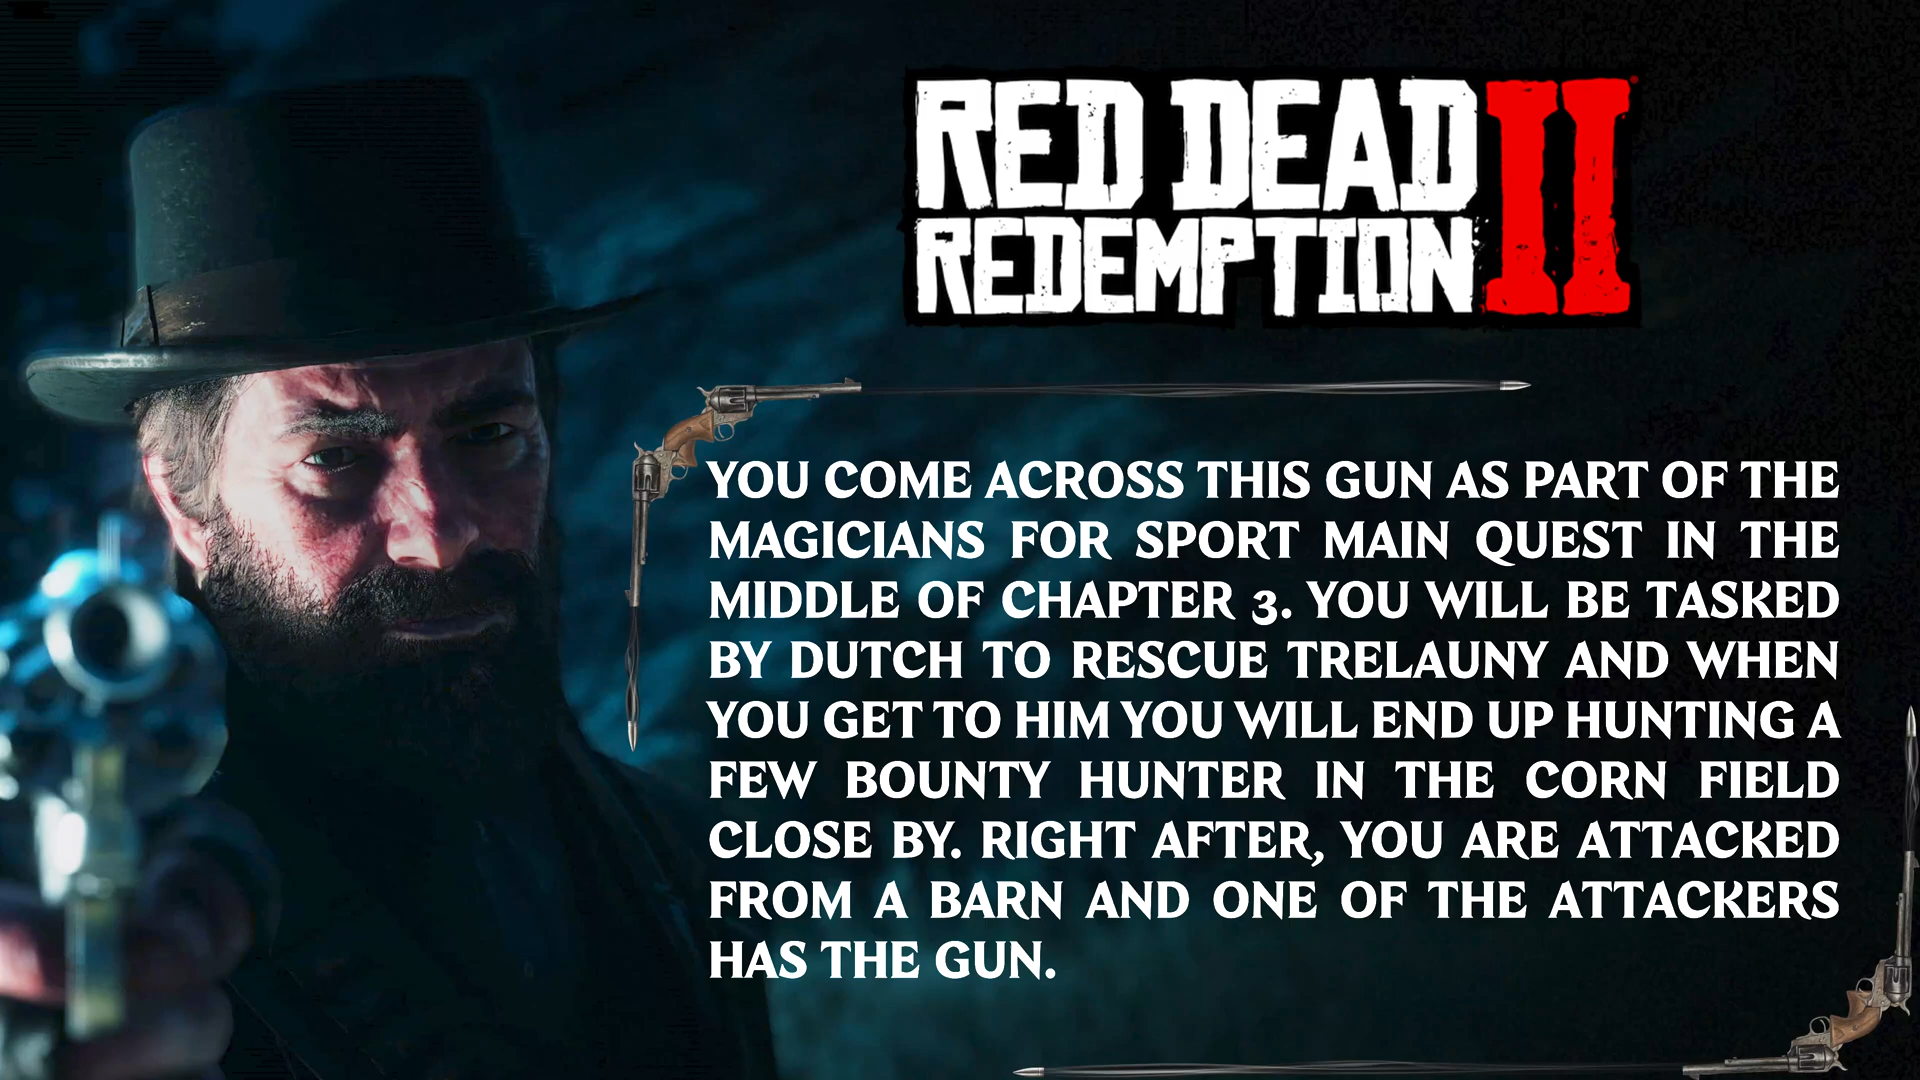 RED DEAD
REDEMPTION II
YOU COME ACROSS THIS GUN AS PART OF THE
MAGICIANS FOR SPORT MAIN QUEST IN THE
MIDDLE OF CHAPTER 3. YOU WILL BE TASKED
BY DUTCH TO RESCUE TRELAUNY AND WHEN
YOU GET TO HIM YOU WILL END UP HUNTING A
FEW BOUNTY HUNTER IN THE CORN FIELD
CLOSE BY. RIGHT AFTER, YOU ARE ATTACKED
FROM A BARN AND ONE OF THE ATTACKERS
HAS THE GUN.